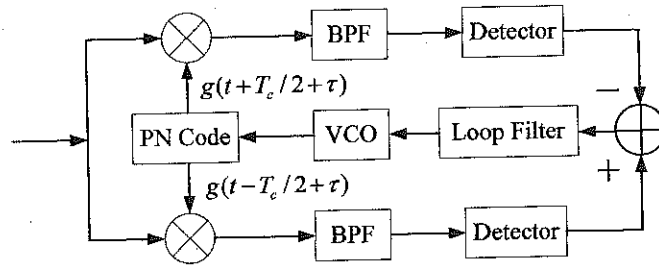 BPF
Detector
g(t+T_c/2+τ)
−
PN Code
VCO
Loop Filter
+
g(t−T_c/2+τ)
BPF
Detector